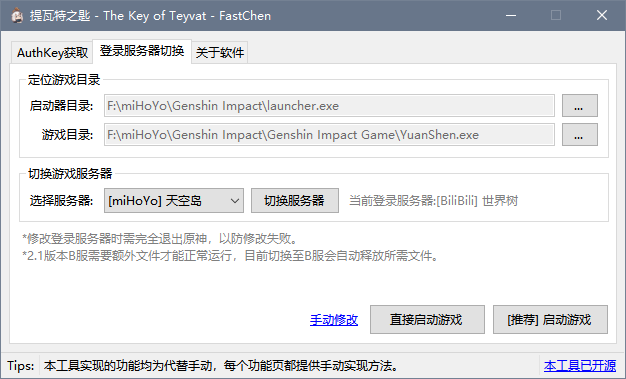 提瓦特之匙 - The Key of Teyvat - FastChen
AuthKey获取 登录服务器切换 关于软件
定位游戏目录
启动器目录: F:\miHoYo\Genshin Impact\launcher.exe ...
游戏目录: F:\miHoYo\Genshin Impact\Genshin Impact Game\YuanShen.exe ...
切换游戏服务器
选择服务器: [miHoYo] 天空岛 切换服务器 当前登录服务器:[BiliBili] 世界树
*修改登录服务器时需完全退出原神，以防修改失败。
*2.1版本B服需要额外文件才能正常运行，目前切换至B服会自动释放所需文件。
手动修改 直接启动游戏 [推荐] 启动游戏
Tips: 本工具实现的功能均为代替手动，每个功能页都提供手动实现方法。 本工具已开源